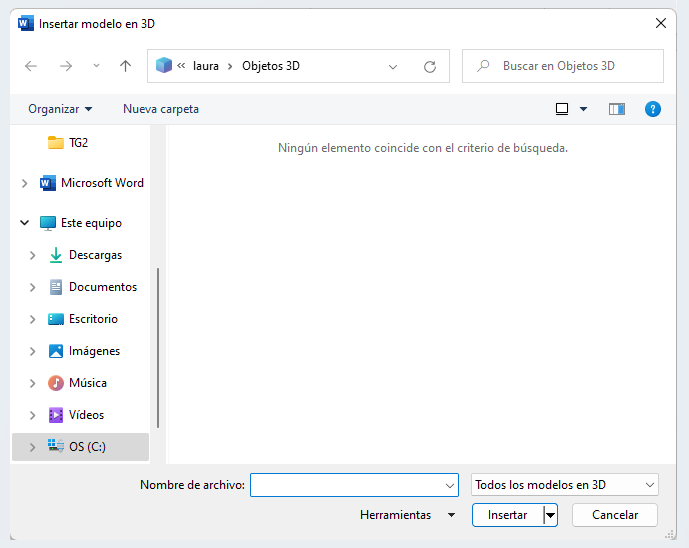 Insertar modelo en 3D
« laura › Objetos 3D
Buscar en Objetos 3D
Organizar
Nueva carpeta
?
TG2
Microsoft Word
Este equipo
Descargas
Documentos
Escritorio
Imágenes
Música
Vídeos
OS (C:)
Ningún elemento coincide con el criterio de búsqueda.
Nombre de archivo:
Todos los modelos en 3D
Herramientas
Insertar
Cancelar